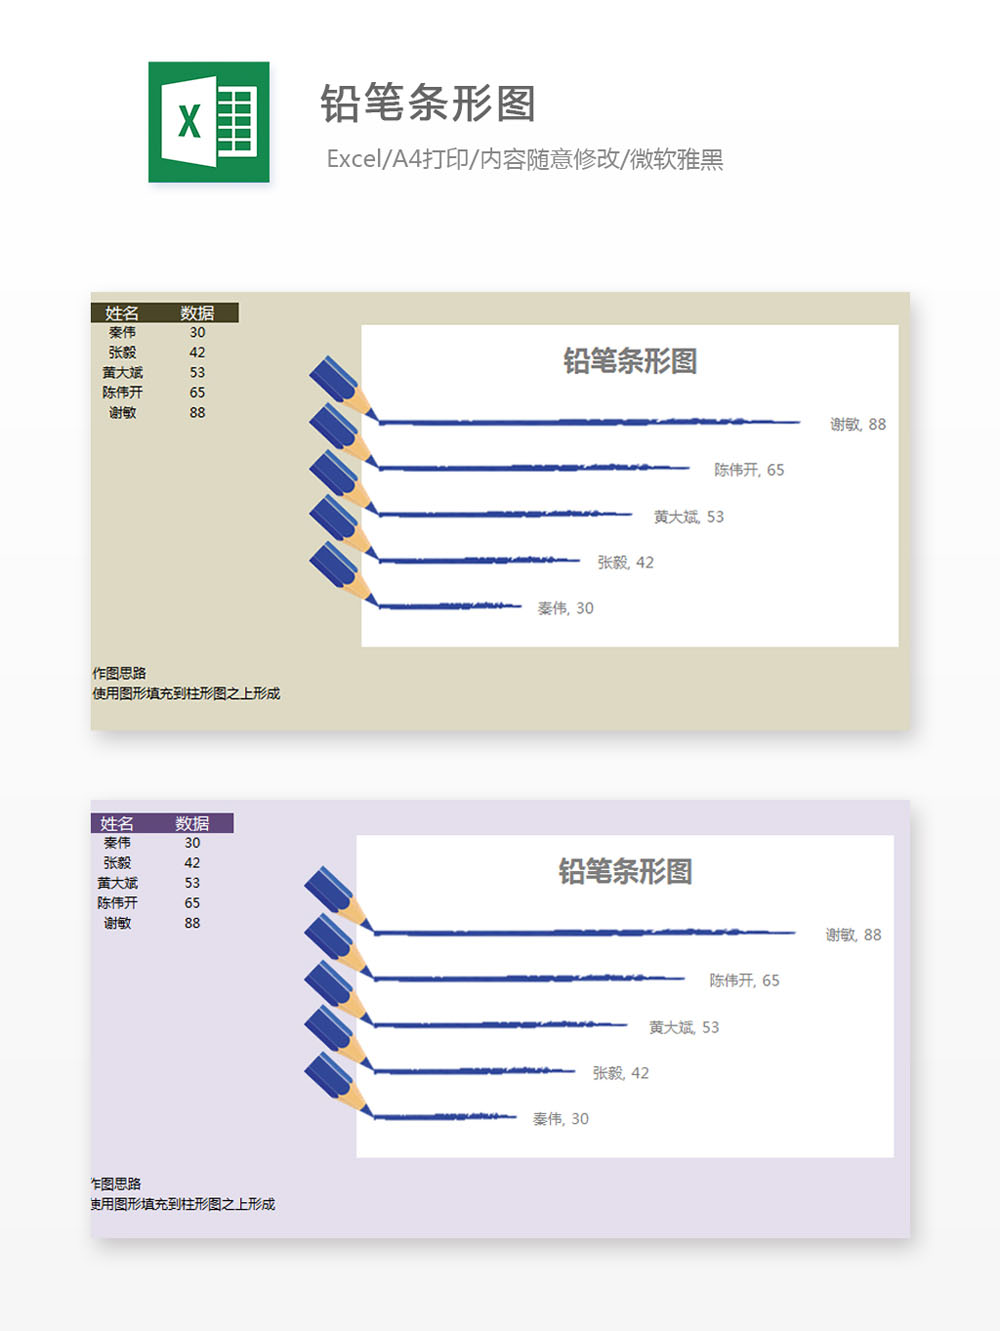 X
铅笔条形图
Excel/A4打印/内容随意修改/微软雅黑
姓名 数据
秦伟 30
张毅 42
黄大斌 53
陈伟开 65
谢敏 88
铅笔条形图
谢敏, 88
陈伟开, 65
黄大斌, 53
张毅, 42
秦伟, 30
作图思路
使用图形填充到柱形图之上形成
姓名 数据
秦伟 30
张毅 42
黄大斌 53
陈伟开 65
谢敏 88
铅笔条形图
谢敏, 88
陈伟开, 65
黄大斌, 53
张毅, 42
秦伟, 30
作图思路
使用图形填充到柱形图之上形成